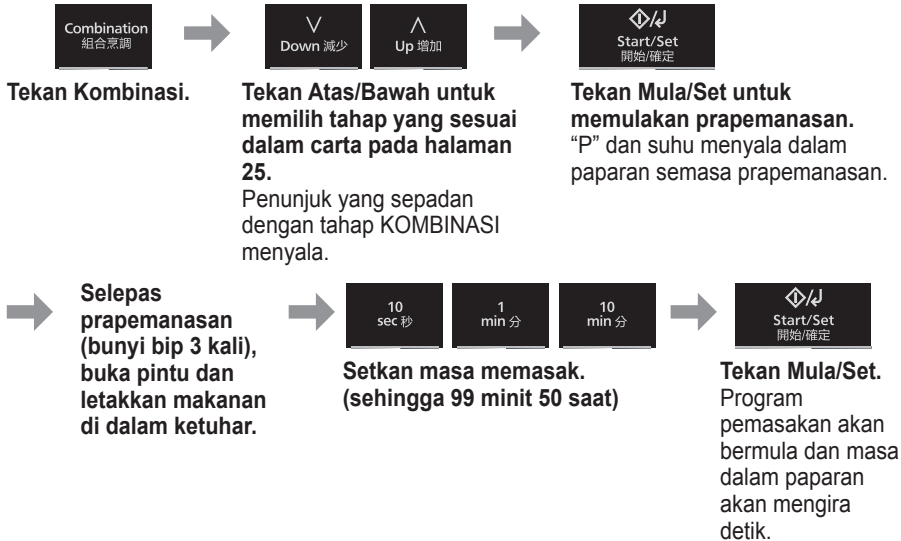 Combination
組合烹調
Down 減少
Up 增加
Start/Set
開始/確定
Tekan Kombinasi.
Tekan Atas/Bawah untuk
memilih tahap yang sesuai
dalam carta pada halaman
25.
Penunjuk yang sepadan
dengan tahap KOMBINASI
menyala.
Tekan Mula/Set untuk
memulakan prapemanasan.
“P” dan suhu menyala dalam
paparan semasa prapemanasan.
Selepas
prapemanasan
(bunyi bip 3 kali),
buka pintu dan
letakkan makanan
di dalam ketuhar.
10
sec 秒
1
min 分
10
min 分
Setkan masa memasak.
(sehingga 99 minit 50 saat)
Start/Set
開始/確定
Tekan Mula/Set.
Program
pemasakan akan
bermula dan masa
dalam paparan
akan mengira
detik.